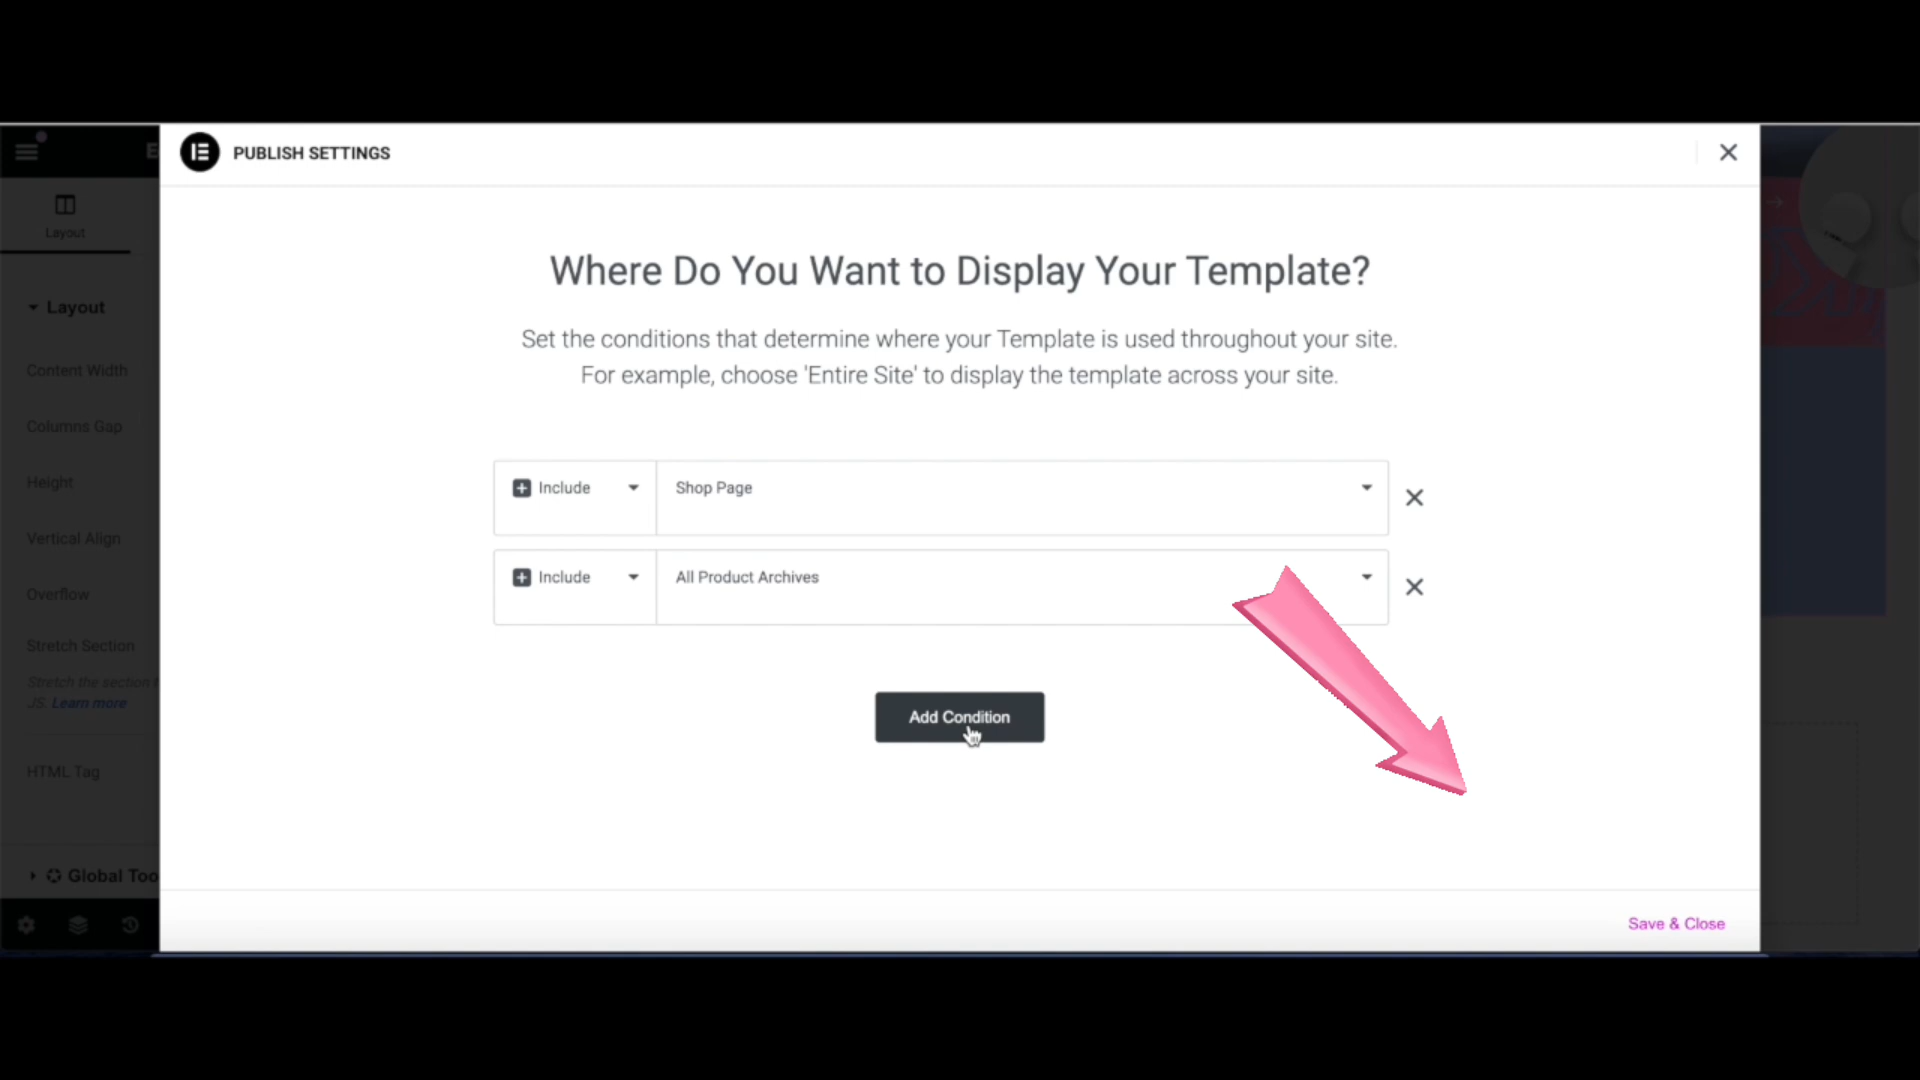 PUBLISH SETTINGS
Layout
Where Do You Want to Display Your Template?
Layout
Set the conditions that determine where your Template is used throughout your site.
For example, choose 'Entire Site' to display the template across your site.
Content Width
Columns Gap
Height
Include
Shop Page
Vertical Align
Include
All Product Archives
Overflow
Stretch Section
Stretch the section
JS. Learn more
Add Condition
HTML Tag
Global Too
Save & Close